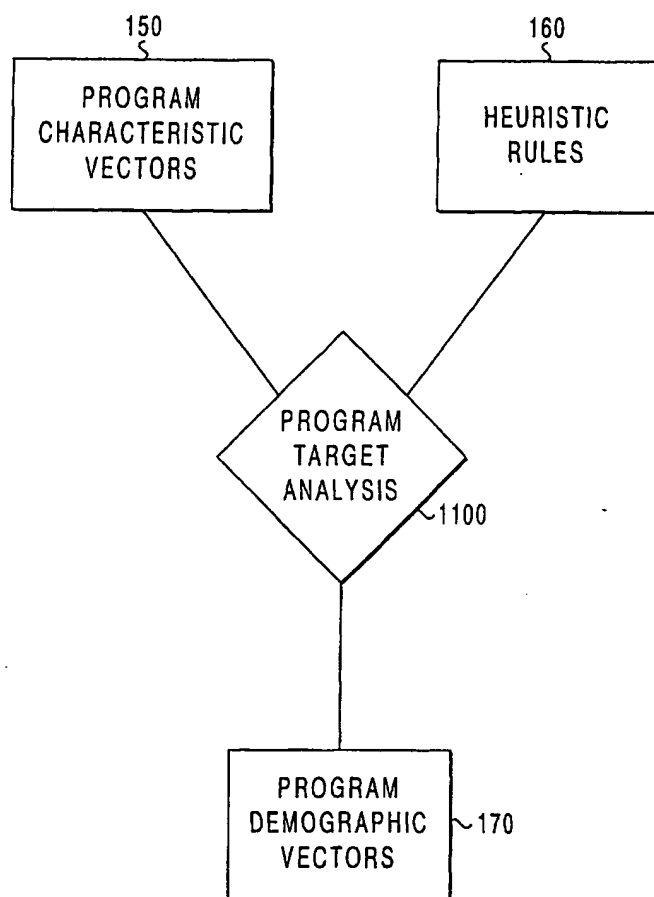 150
PROGRAM
CHARACTERISTIC
VECTORS
160
HEURISTIC
RULES
PROGRAM
TARGET
ANALYSIS
1100
PROGRAM
DEMOGRAPHIC
VECTORS
170